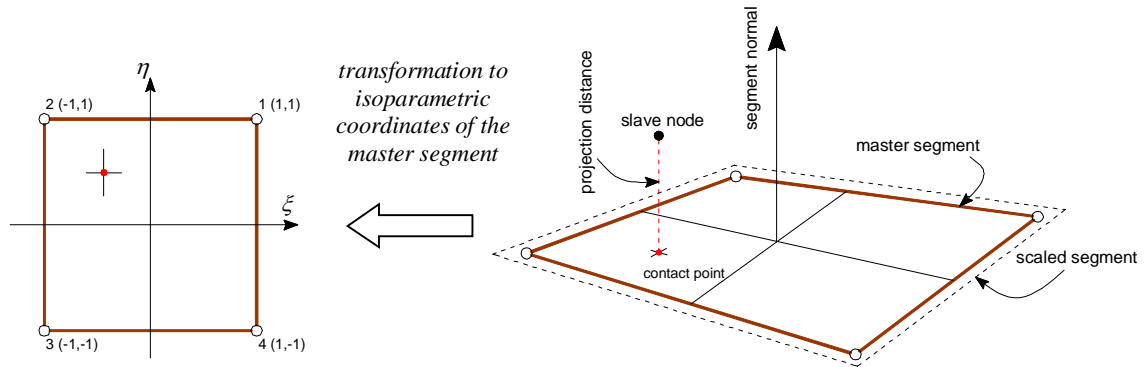 η
2 (-1,1)
1 (1,1)
ξ
3 (-1,-1)
4 (1,-1)
transformation to
isoparametric
coordinates of the
master segment
projection distance
slave node
segment normal
master segment
contact point
scaled segment